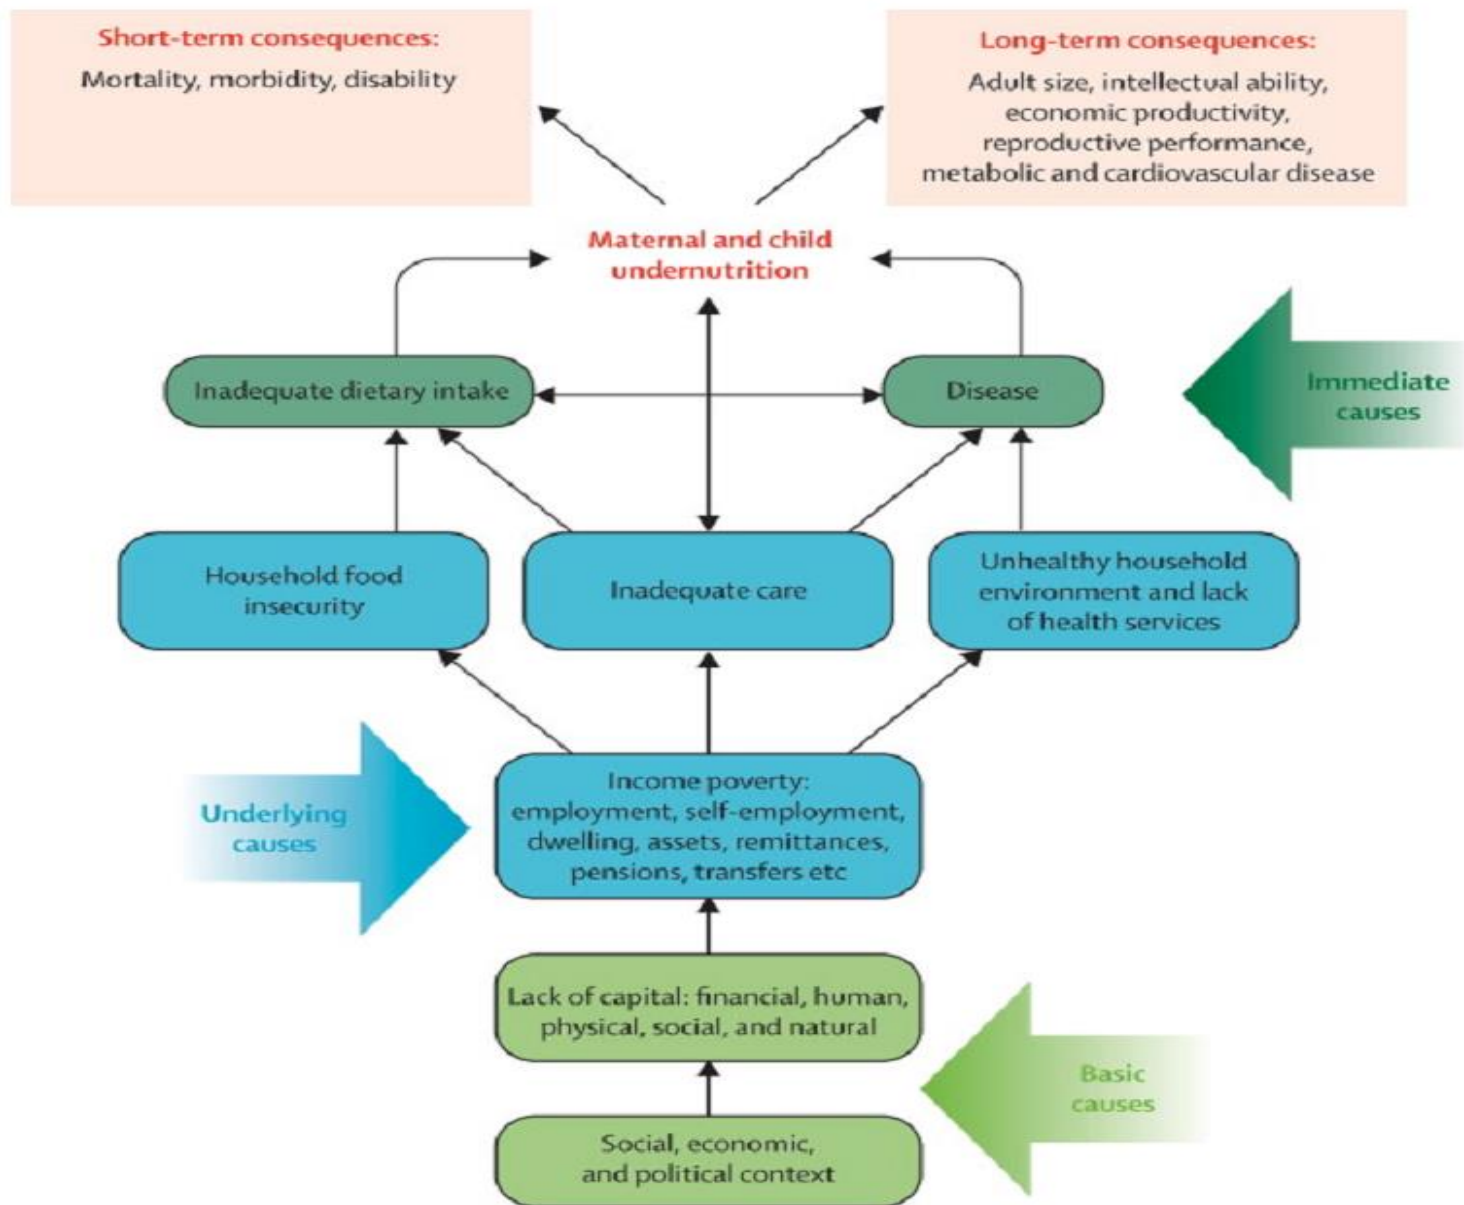 Short-term consequences:
Mortality, morbidity, disability
Long-term consequences:
Adult size, intellectual ability,
economic productivity,
reproductive performance,
metabolic and cardiovascular disease
Maternal and child
undernutrition
Inadequate dietary intake
Disease
Immediate
causes
Household food
insecurity
Inadequate care
Unhealthy household
environment and lack
of health services
Underlying
causes
Income poverty:
employment, self-employment,
dwelling, assets, remittances,
pensions, transfers etc
Lack of capital: financial, human,
physical, social, and natural
Basic
causes
Social, economic,
and political context